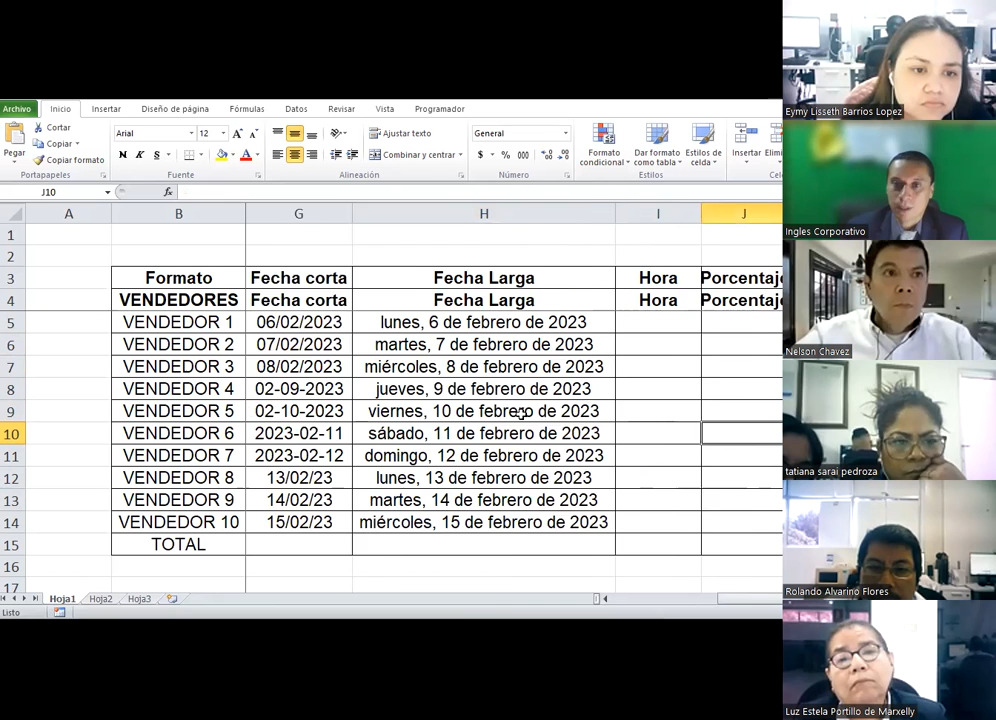 Archivo Inicio Insertar Diseño de página Fórmulas Datos Revisar Vista Programador
Pegar
Cortar
Copiar
Copiar formato
Portapapeles
Arial 12
N K S
Fuente
Ajustar texto
Combinar y centrar
Alineación
General
$ % 000
Número
Formato condicional
Dar formato como tabla
Estilos de celda
Estilos
Insertar
J10 fx
A B G H I J
1
2
3 Formato Fecha corta Fecha Larga Hora Porcentaje
4 VENDEDORES Fecha corta Fecha Larga Hora Porcentaje
5 VENDEDOR 1 06/02/2023 lunes, 6 de febrero de 2023
6 VENDEDOR 2 07/02/2023 martes, 7 de febrero de 2023
7 VENDEDOR 3 08/02/2023 miércoles, 8 de febrero de 2023
8 VENDEDOR 4 02-09-2023 jueves, 9 de febrero de 2023
9 VENDEDOR 5 02-10-2023 viernes, 10 de febrero de 2023
10 VENDEDOR 6 2023-02-11 sábado, 11 de febrero de 2023
11 VENDEDOR 7 2023-02-12 domingo, 12 de febrero de 2023
12 VENDEDOR 8 13/02/23 lunes, 13 de febrero de 2023
13 VENDEDOR 9 14/02/23 martes, 14 de febrero de 2023
14 VENDEDOR 10 15/02/23 miércoles, 15 de febrero de 2023
15 TOTAL
16
17
Hoja1 Hoja2 Hoja3
Listo
Eymy Lisseth Barrios Lopez
Ingles Corporativo
Nelson Chavez
tatiana sarai pedroza
Rolando Alvarino Flores
Luz Estela Portillo de Marxelly